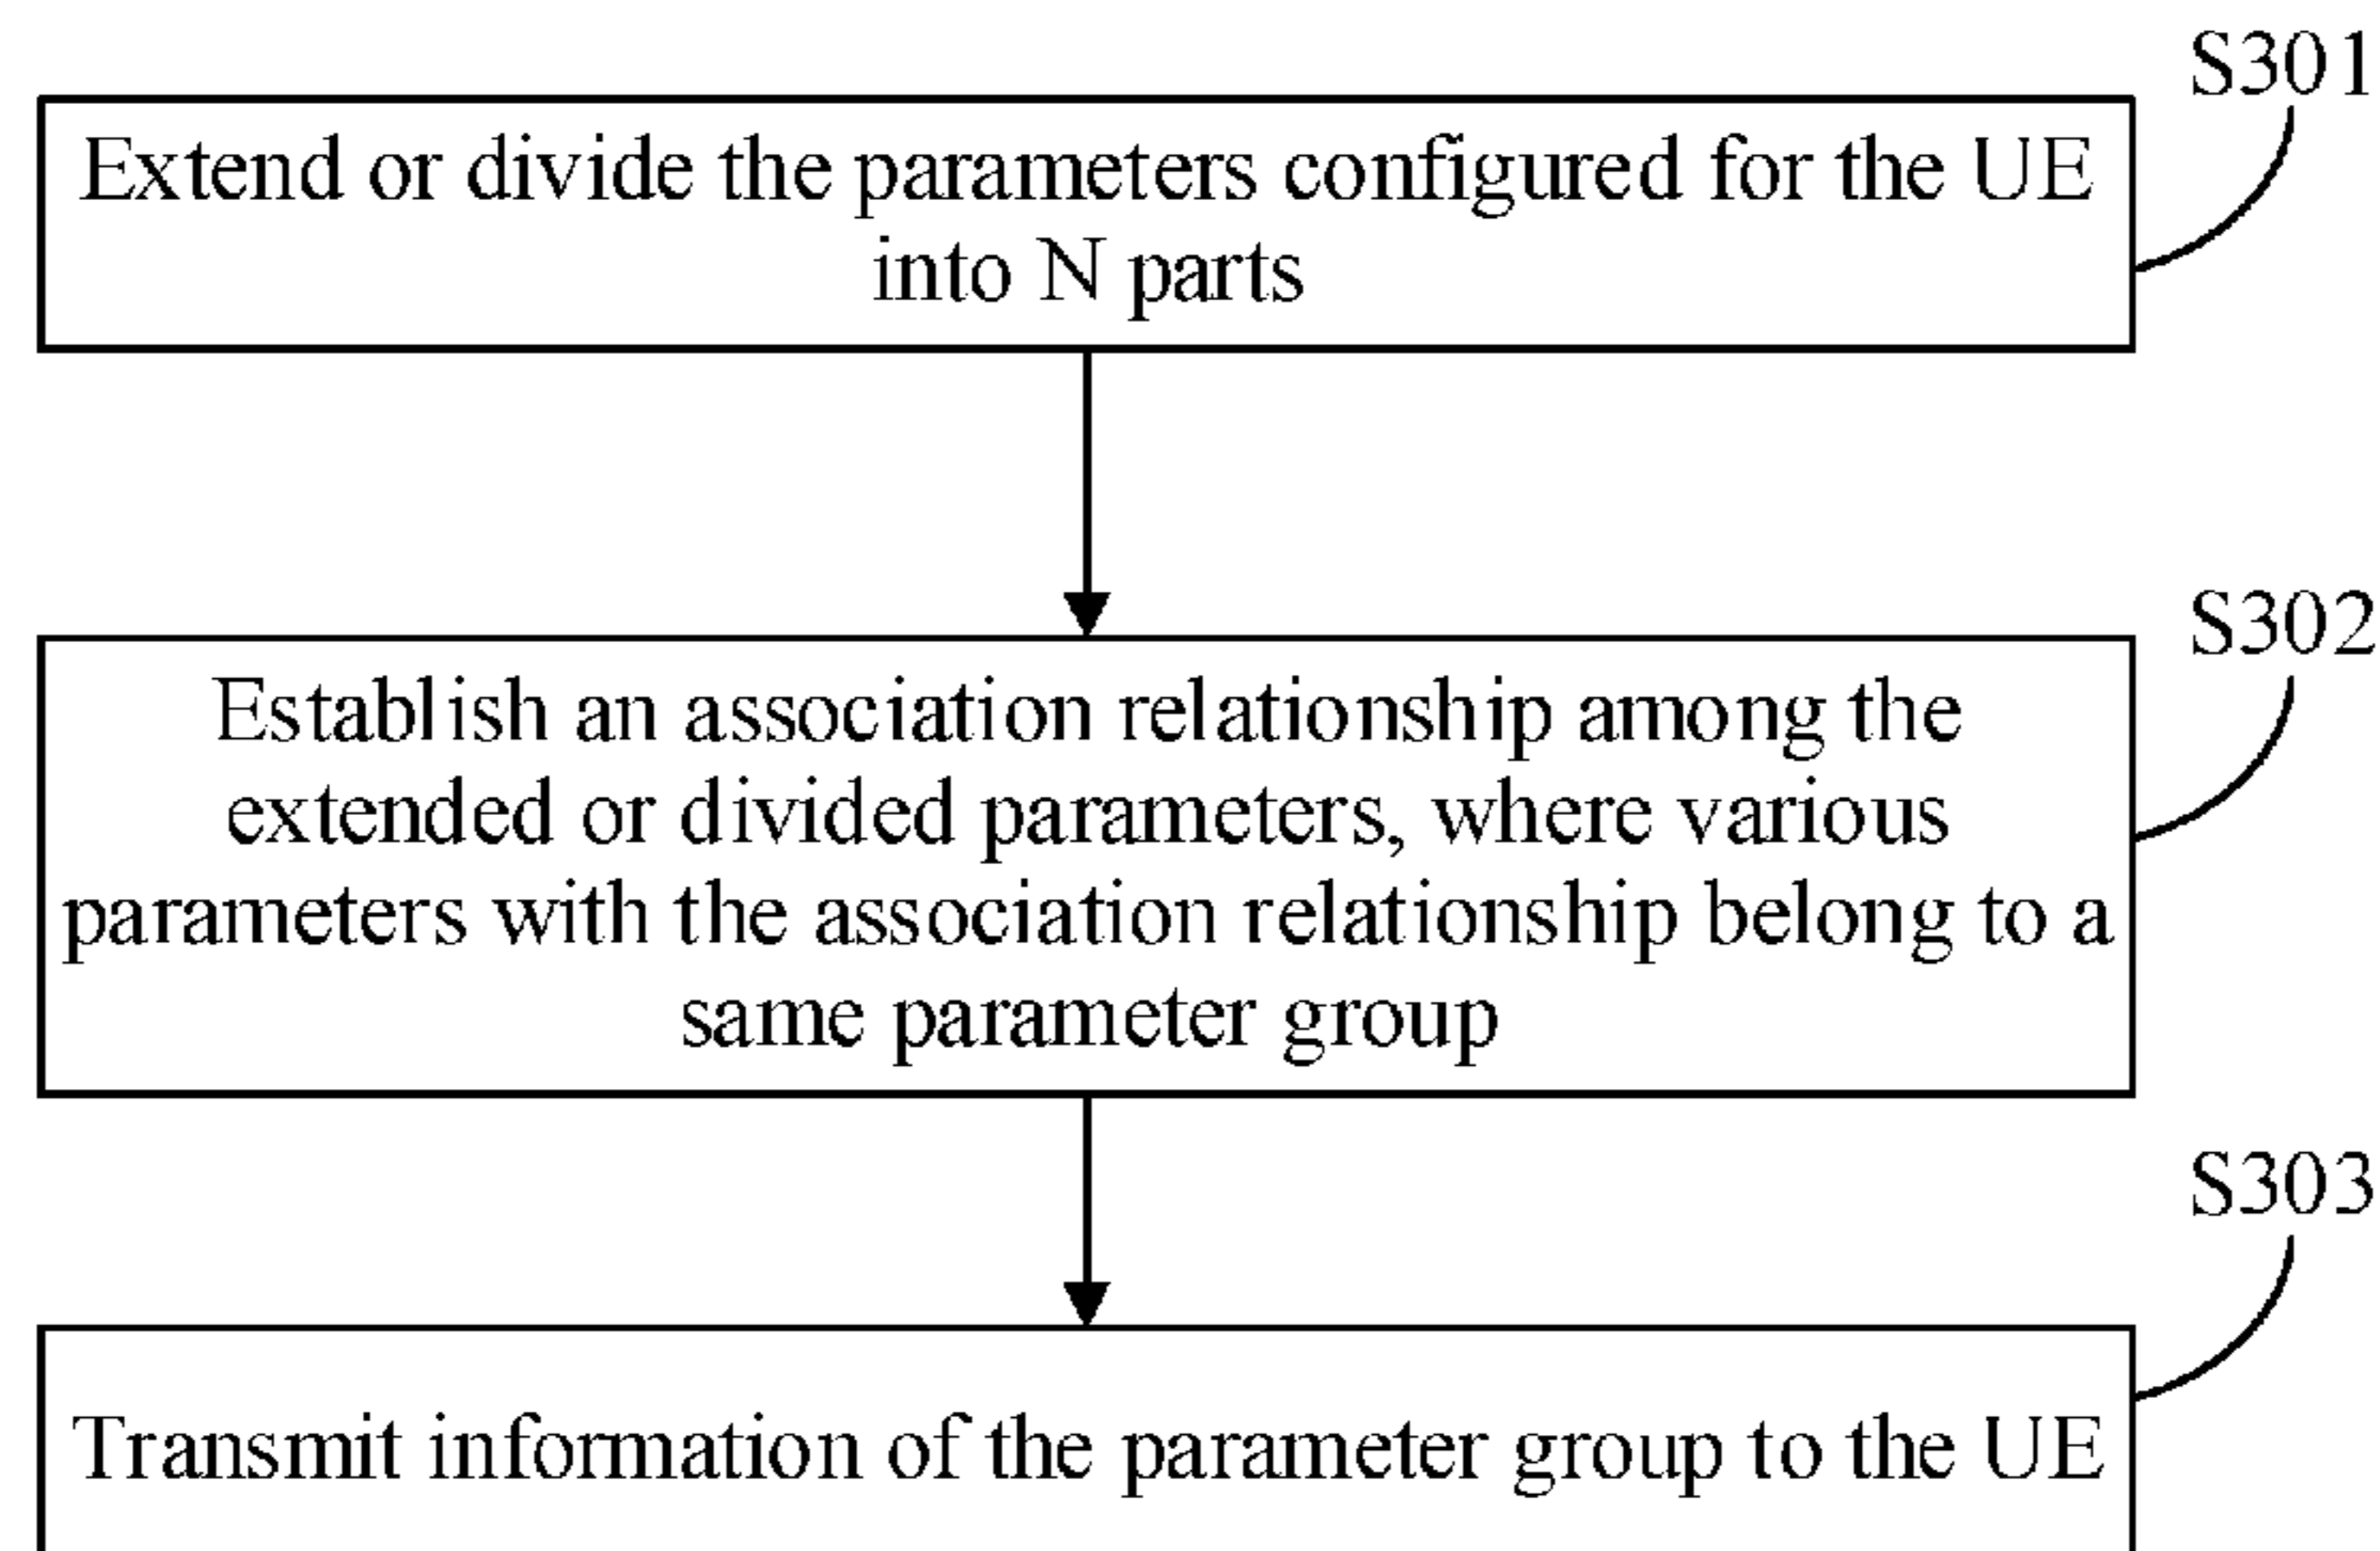 S301
Extend or divide the parameters configured for the UE
into N parts
S302
Establish an association relationship among the
extended or divided parameters, where various
parameters with the association relationship belong to a
same parameter group
S303
Transmit information of the parameter group to the UE